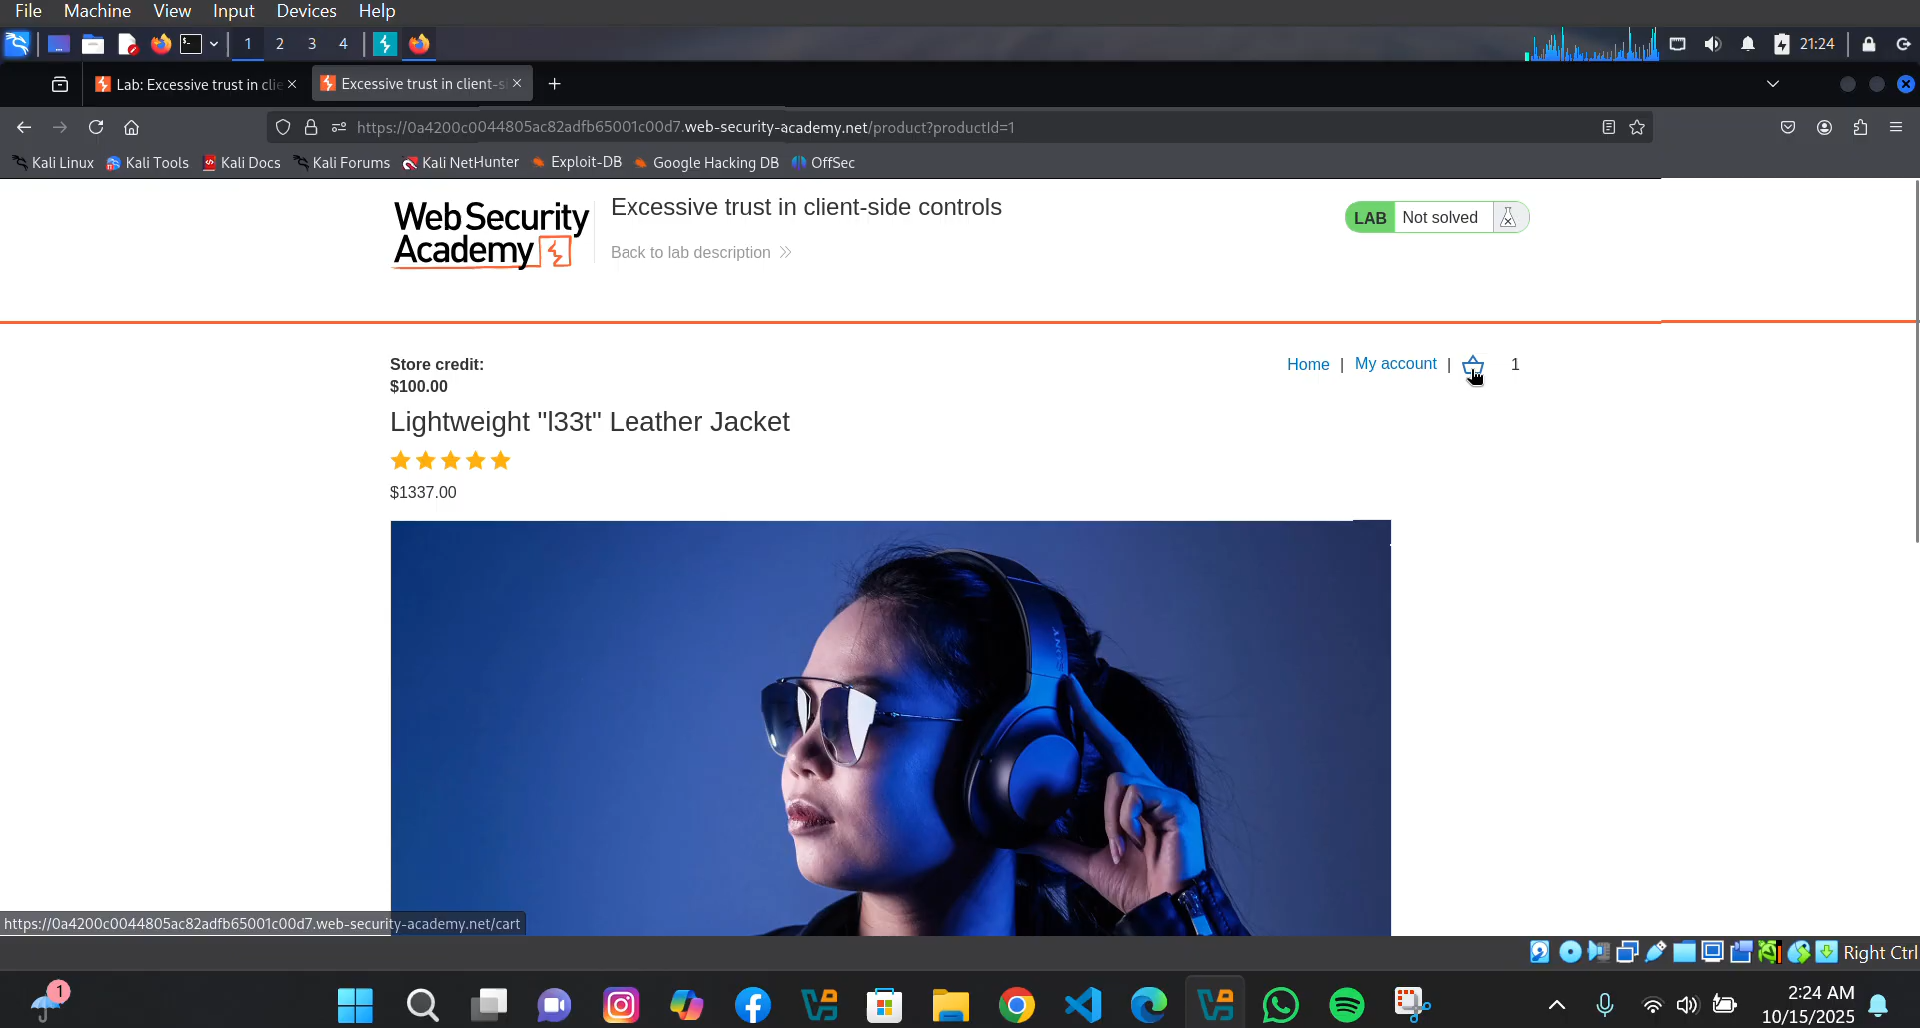 File Machine View Input Devices Help
1 2 3 4 21:24
Lab: Excessive trust in clie Excessive trust in client-s
https://0a4200c0044805ac82adfb65001c00d7.web-security-academy.net/product?productId=1
Kali Linux Kali Tools Kali Docs Kali Forums Kali NetHunter Exploit-DB Google Hacking DB OffSec
WebSecurity
Academy
Excessive trust in client-side controls
Back to lab description
LAB Not solved
Store credit:
$100.00
Home | My account | 1
Lightweight "l33t" Leather Jacket
$1337.00
SONY
https://0a4200c0044805ac82adfb65001c00d7.web-security-academy.net/cart
Right Ctrl
1
2:24 AM
10/15/2025